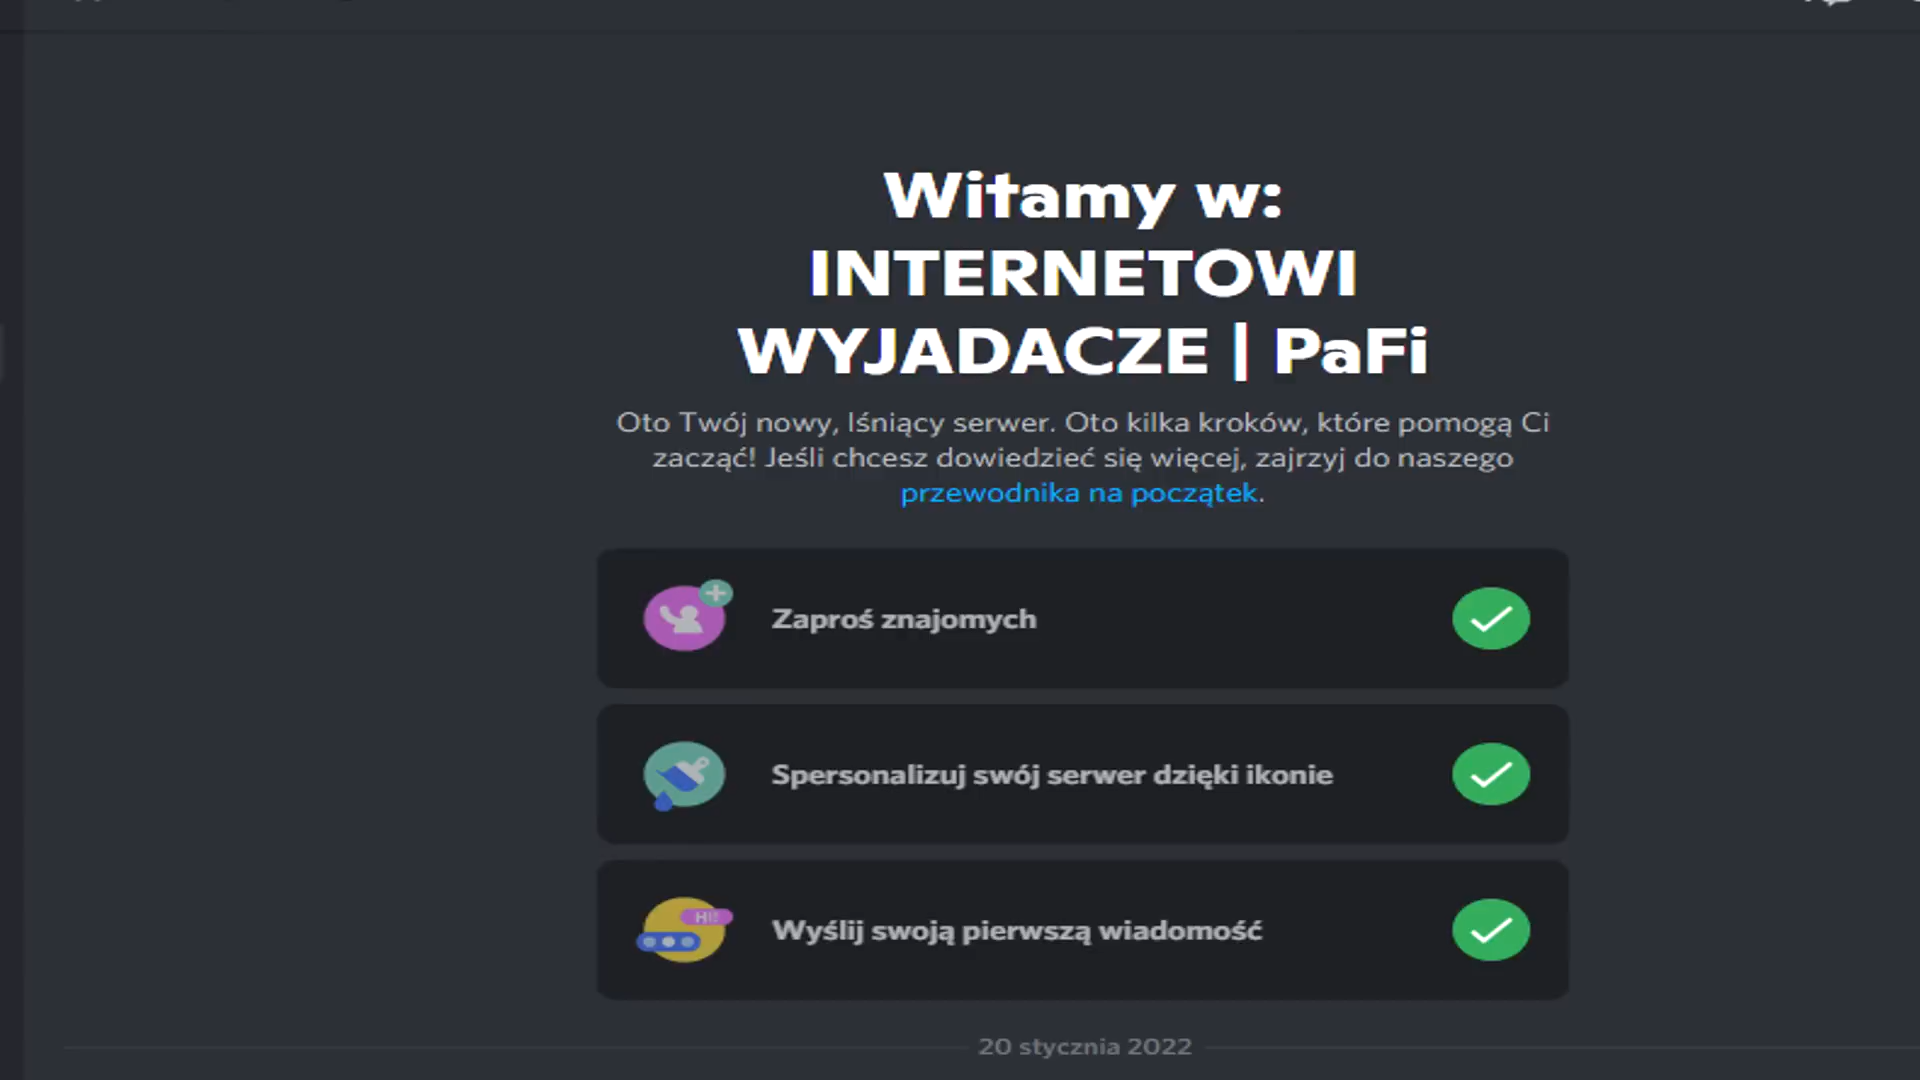 Witamy w:
INTERNETOWI
WYJADACZE | PaFi
Oto Twój nowy, lśniący serwer. Oto kilka kroków, które pomogą Ci
zacząć! Jeśli chcesz dowiedzieć się więcej, zajrzyj do naszego
przewodnika na początek.
Zaproś znajomych
Spersonalizuj swój serwer dzięki ikonie
HI!
Wyślij swoją pierwszą wiadomość
20 stycznia 2022